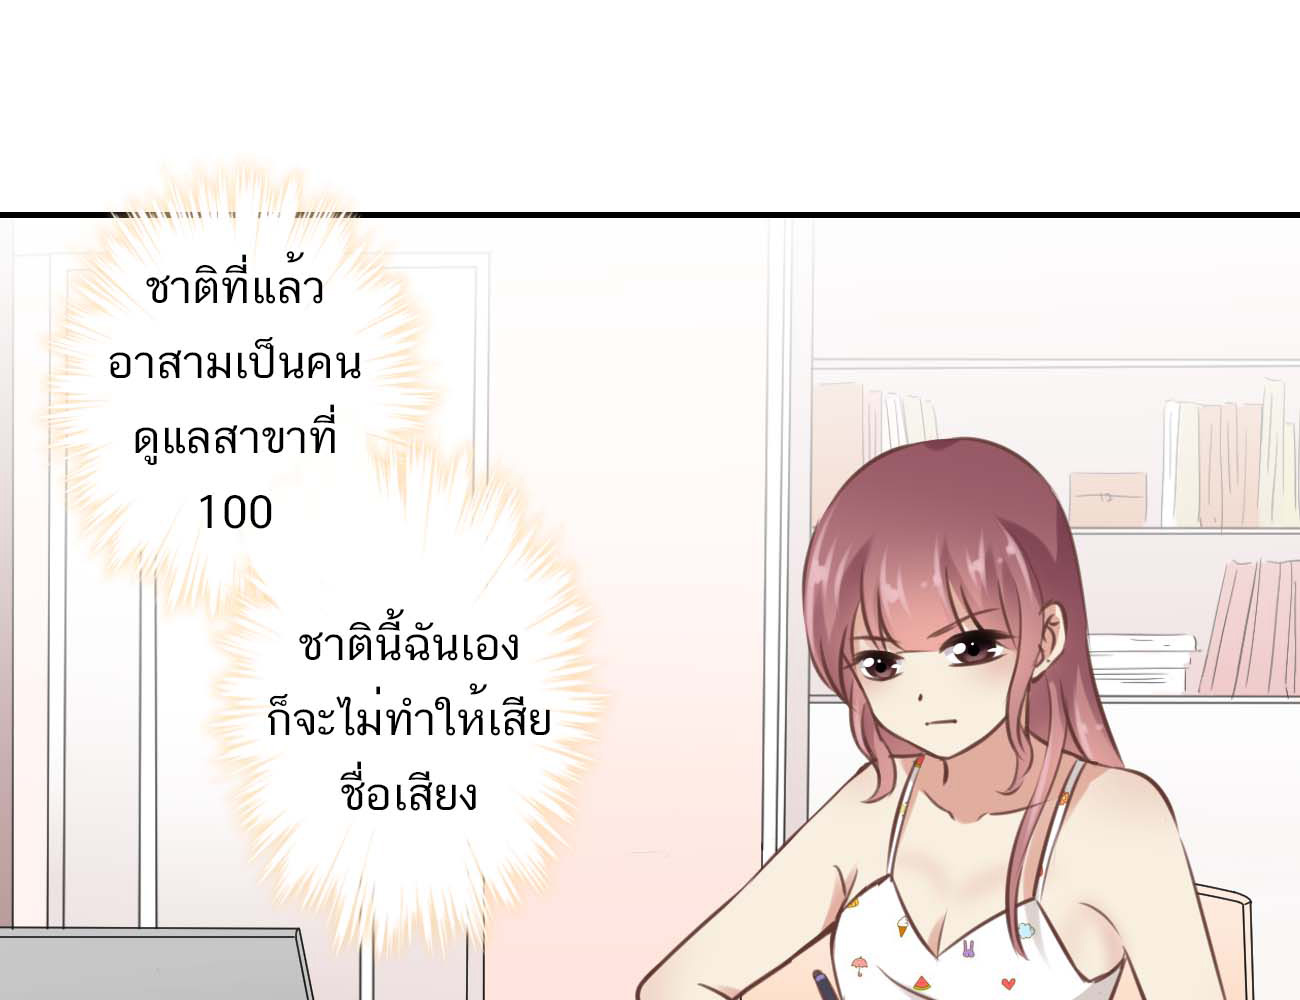 ชาติที่แล้ว
อาสามเป็นคน
ดูแลสาขาที่
100
ชาตินี้ฉันเอง
ก็จะไม่ทำให้เสีย
ชื่อเสียง